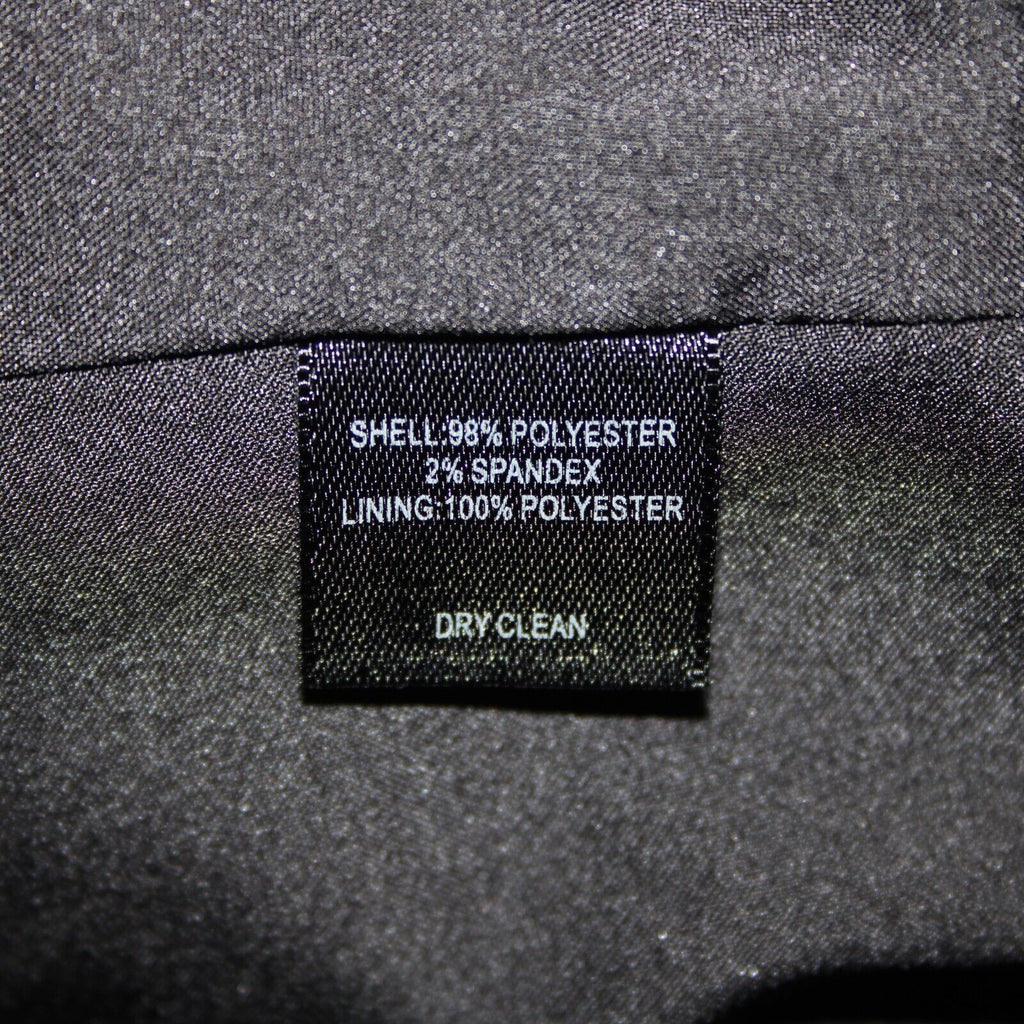 SHELL:98% POLYESTER
2% SPANDEX
LINING:100% POLYESTER
DRY CLEAN